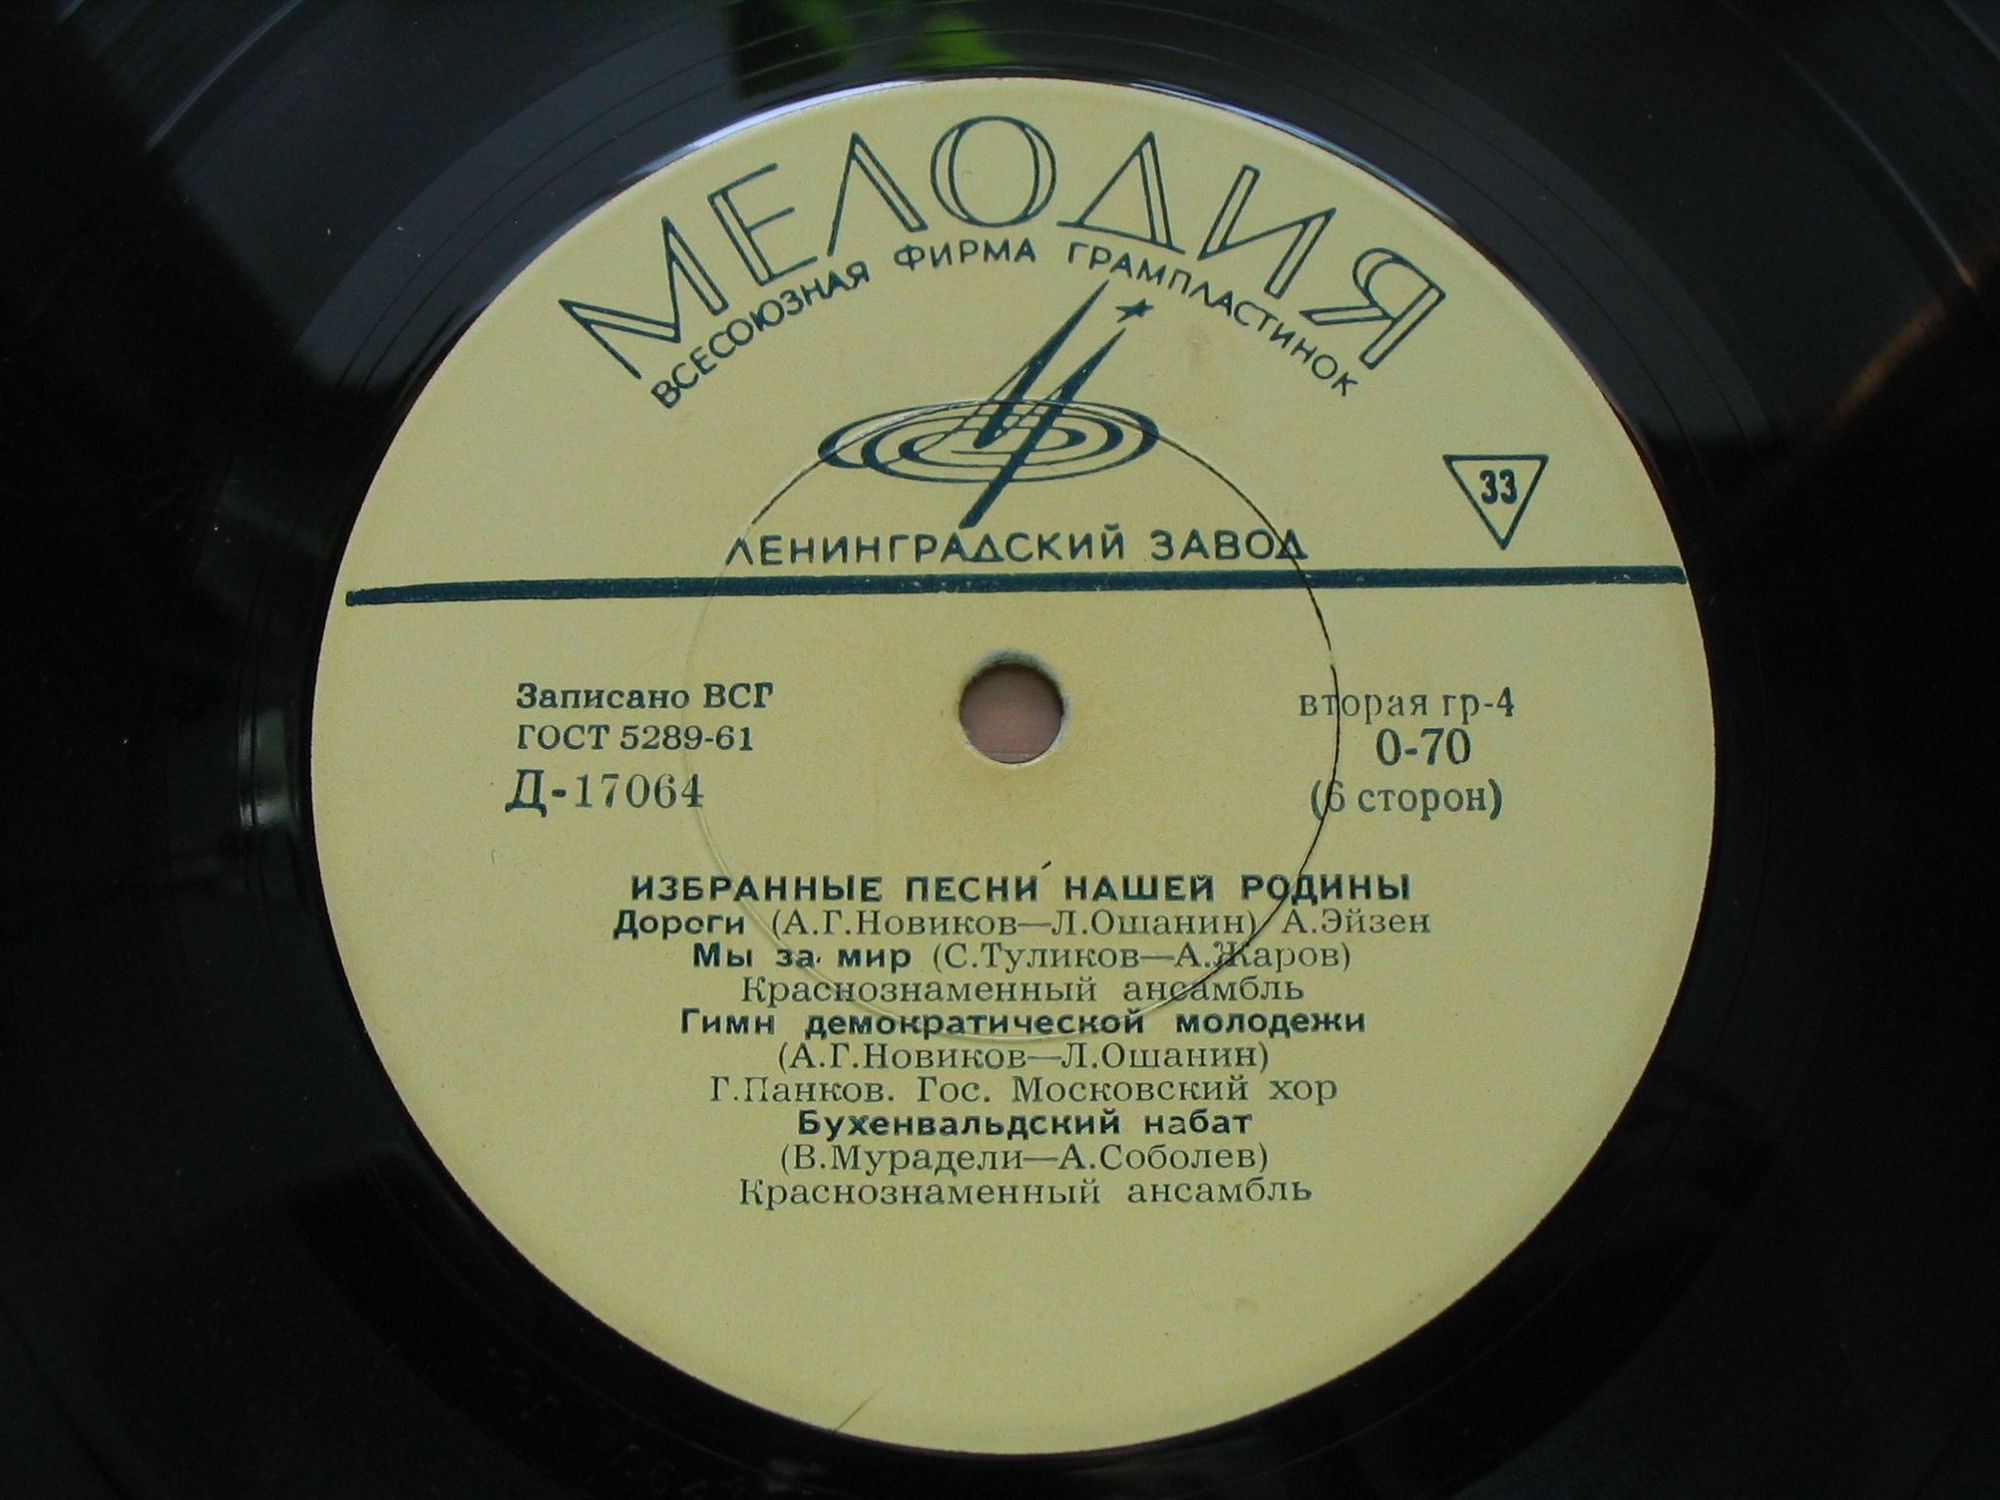 МЕЛОДИЯ
ВСЕСОЮЗНАЯ ФИРМА ГРАМПЛАСТИНОК
33
ЛЕНИНГРАДСКИЙ ЗАВОД
Записано ВСГ
ГОСТ 5289-61
Д-17064
вторая гр-4
0-70
(6 сторон)
ИЗБРАННЫЕ ПЕСНИ НАШЕЙ РОДИНЫ
Дороги (А.Г.Новиков—Л.Ошанин) А.Эйзен
Мы за мир (С.Туликов—А.Жаров)
Краснознаменный ансамбль
Гимн демократической молодежи
(А.Г.Новиков—Л.Ошанин)
Г.Панков. Гос. Московский хор
Бухенвальдский набат
(В.Мурадели—А.Соболев)
Краснознаменный ансамбль